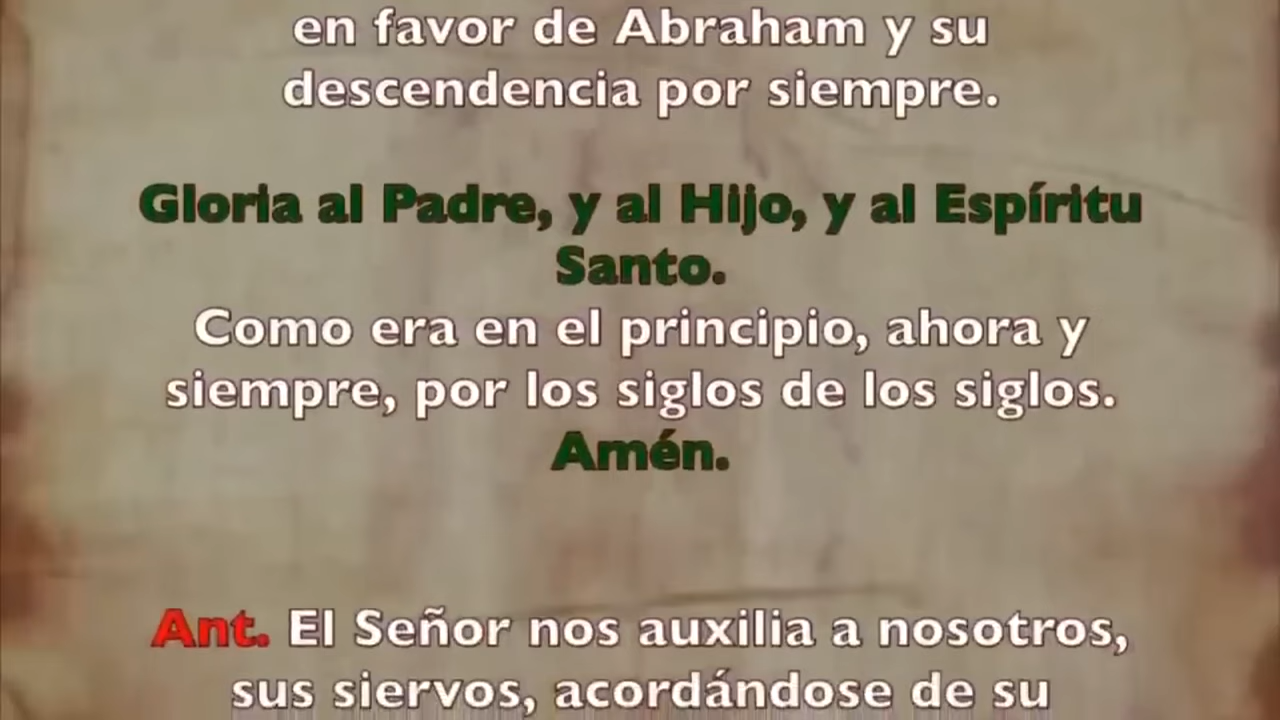 en favor de Abraham y su
descendencia por siempre.
Gloria al Padre, y al Hijo, y al Espíritu
Santo.
Como era en el principio, ahora y
siempre, por los siglos de los siglos.
Amén.
Ant. El Señor nos auxilia a nosotros,
sus siervos, acordándose de su